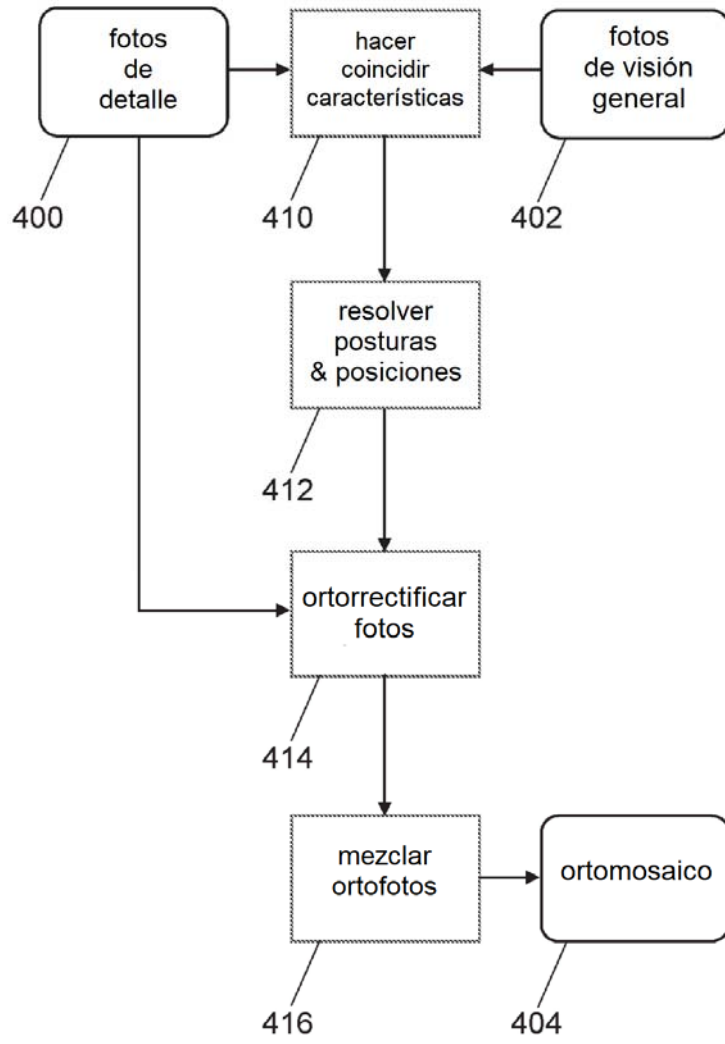 fotos
de
detalle
hacer
coincidir
características
fotos
de visión
general
400
410
402
resolver
posturas
& posiciones
412
ortorrectificar
fotos
414
mezclar
ortofotos
ortomosaico
416
404